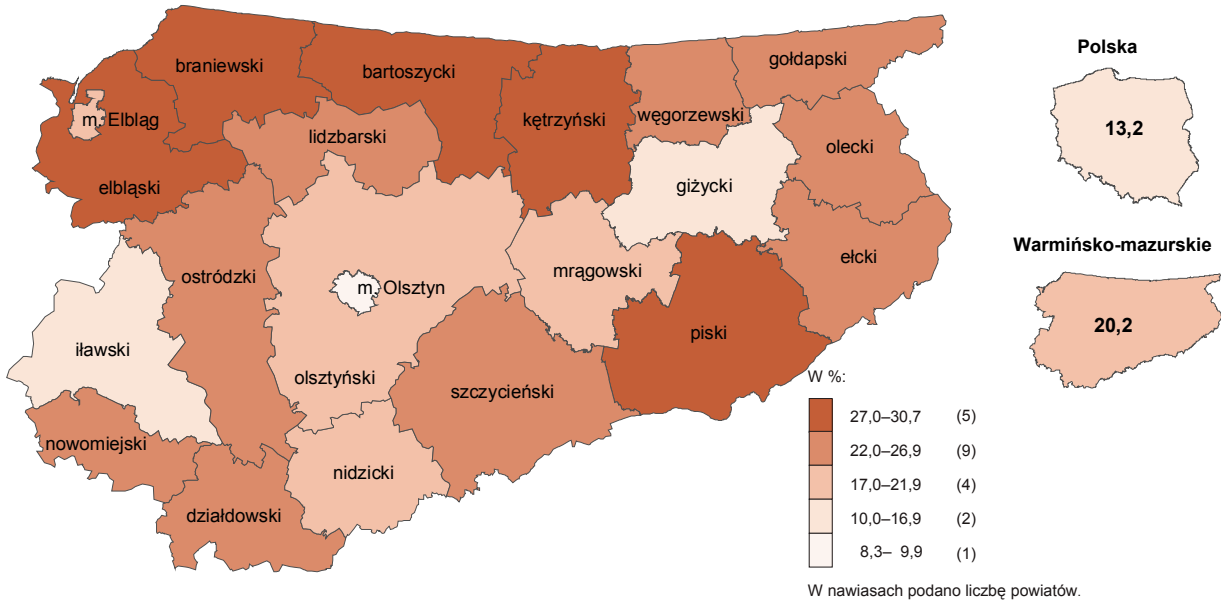 braniewski
bartoszycki
gołdapski
Polska
m. Elbląg
lidzbarski
kętrzyński
węgorzewski
13,2
olecki
elbląski
giżycki
Warmińsko-mazurskie
ostródzki
m. Olsztyn
mrągowski
ełcki
20,2
iławski
piski
olsztyński
szczycieński
W %:
27,0–30,7 (5)
nowomiejski
22,0–26,9 (9)
nidzicki
17,0–21,9 (4)
działdowski
10,0–16,9 (2)
8,3– 9,9 (1)
W nawiasach podano liczbę powiatów.